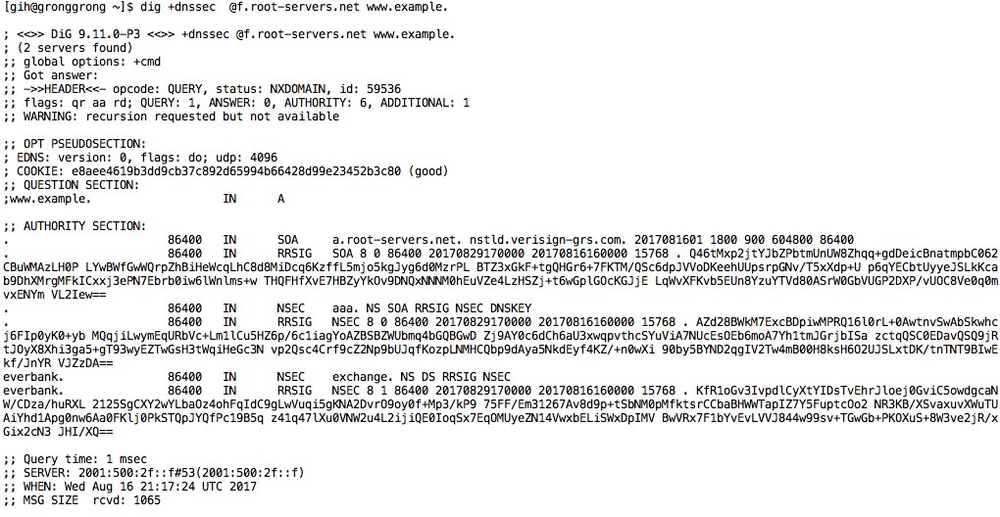 [gih@gronggrong ~]$ dig +dnssec  @f.root-servers.net www.example.

; <<>> DiG 9.11.0-P3 <<>> +dnssec @f.root-servers.net www.example.
; (2 servers found)
;; global options: +cmd
;; Got answer:
;; ->>HEADER<<- opcode: QUERY, status: NXDOMAIN, id: 59536
;; flags: qr aa rd; QUERY: 1, ANSWER: 0, AUTHORITY: 6, ADDITIONAL: 1
;; WARNING: recursion requested but not available

;; OPT PSEUDOSECTION:
; EDNS: version: 0, flags: do; udp: 4096
; COOKIE: e8aee4619b3dd9cb37c892d65994b66428d99e23452b3c80 (good)
;; QUESTION SECTION:
;www.example.                   IN      A

;; AUTHORITY SECTION:
.                       86400   IN      SOA     a.root-servers.net. nstld.verisign-grs.com. 2017081601 1800 900 604800 86400
.                       86400   IN      RRSIG   SOA 8 0 86400 20170829170000 20170816160000 15768 . Q46tMxp2jtYJbZPbtmUnUW8Zhqq+gdDeicBnatmpbC062
CBuWMAzLH0P LYwBWfGwWQrpZhBiHeWcqLhC8d8MiDcq6KzffL5mjo5kgJyg6d0MzrPL BTZ3xGkF+tgQHGr6+7FKTM/QSc6dpJVVoDKeehUUpsrpGNv/T5xXdp+U p6qYECbtUyyeJSLkKca
b9DhXMrgMFkICxxj3ePN7Ebrb0iw6lWnlms+w THQFHfXvE7HBZyYkOv9DNQxNNNM0hEuVZe4LzHSZj+t6wGplGOcKGJjE LqWvXFKvb5EUn8YzuYTVd80ASrW0GbVUGP2DXP/vUOC8Ve0q0m
vxENYm VL2Iew==
.                       86400   IN      NSEC    aaa. NS SOA RRSIG NSEC DNSKEY
.                       86400   IN      RRSIG   NSEC 8 0 86400 20170829170000 20170816160000 15768 . AZd28BWkM7ExcBDpiwMPRQ16l0rL+0AwtnvSwAbSkwhc
j6FIp0yK0+yb MQqjiLwymEqURbVc+Lm1lCu5HZ6p/6c1iagYoAZBSBZWUbmq4bGQBGwD Zj9AY0c6dCh6aU3xwqpvthcSYuViA7NUcEsOEb6moA7Yh1tmJGrjbISa zctqQSC0EDavQSQ9jR
tJOyX8Xhi3ga5+gT93wyEZTwGsH3tWqiHeGc3N vp2Qsc4Crf9cZ2Np9bUJqfKozpLNMHCQbp9dAya5NkdEyf4KZ/+n0wXi 90by5BYND2qgIV2Tw4mB00H8ksH6O2UJSLxtDK/tnTNT9BIwE
kf/JnYR VJZzDA==
everbank.               86400   IN      NSEC    exchange. NS DS RRSIG NSEC
everbank.               86400   IN      RRSIG   NSEC 8 1 86400 20170829170000 20170816160000 15768 . KfR1oGv3IvpdlCyXtYIDsTvEhrJloej0GviC5owdgcaN
W/CDza/huRXL 2125SgCXY2wYLbaOz4ohFqIdC9gLwVuqi5gKNA2DvrO9oy0f+Mp3/kP9 75FF/Em31267Av8d9p+tSbNM0pMfktsrCCbaBHWWTapIZ7Y5FuptcOo2 NR3KB/XSvaxuvXWuTU
AiYhd1Apg0nw6Aa0FKlj0PkSTQpJYQfPc19B5q z41q47lXu0VNW2u4L2ijiQE0IoqSx7EqOMUyeZN14VwxbELiSWxDpIMV BwVRx7F1bYvEvLVVJ844w99sv+TGwGb+PKOXuS+8W3ve2jR/x
Gix2cN3 JHI/XQ==

;; Query time: 1 msec
;; SERVER: 2001:500:2f::f#53(2001:500:2f::f)
;; WHEN: Wed Aug 16 21:17:24 UTC 2017
;; MSG SIZE  rcvd: 1065